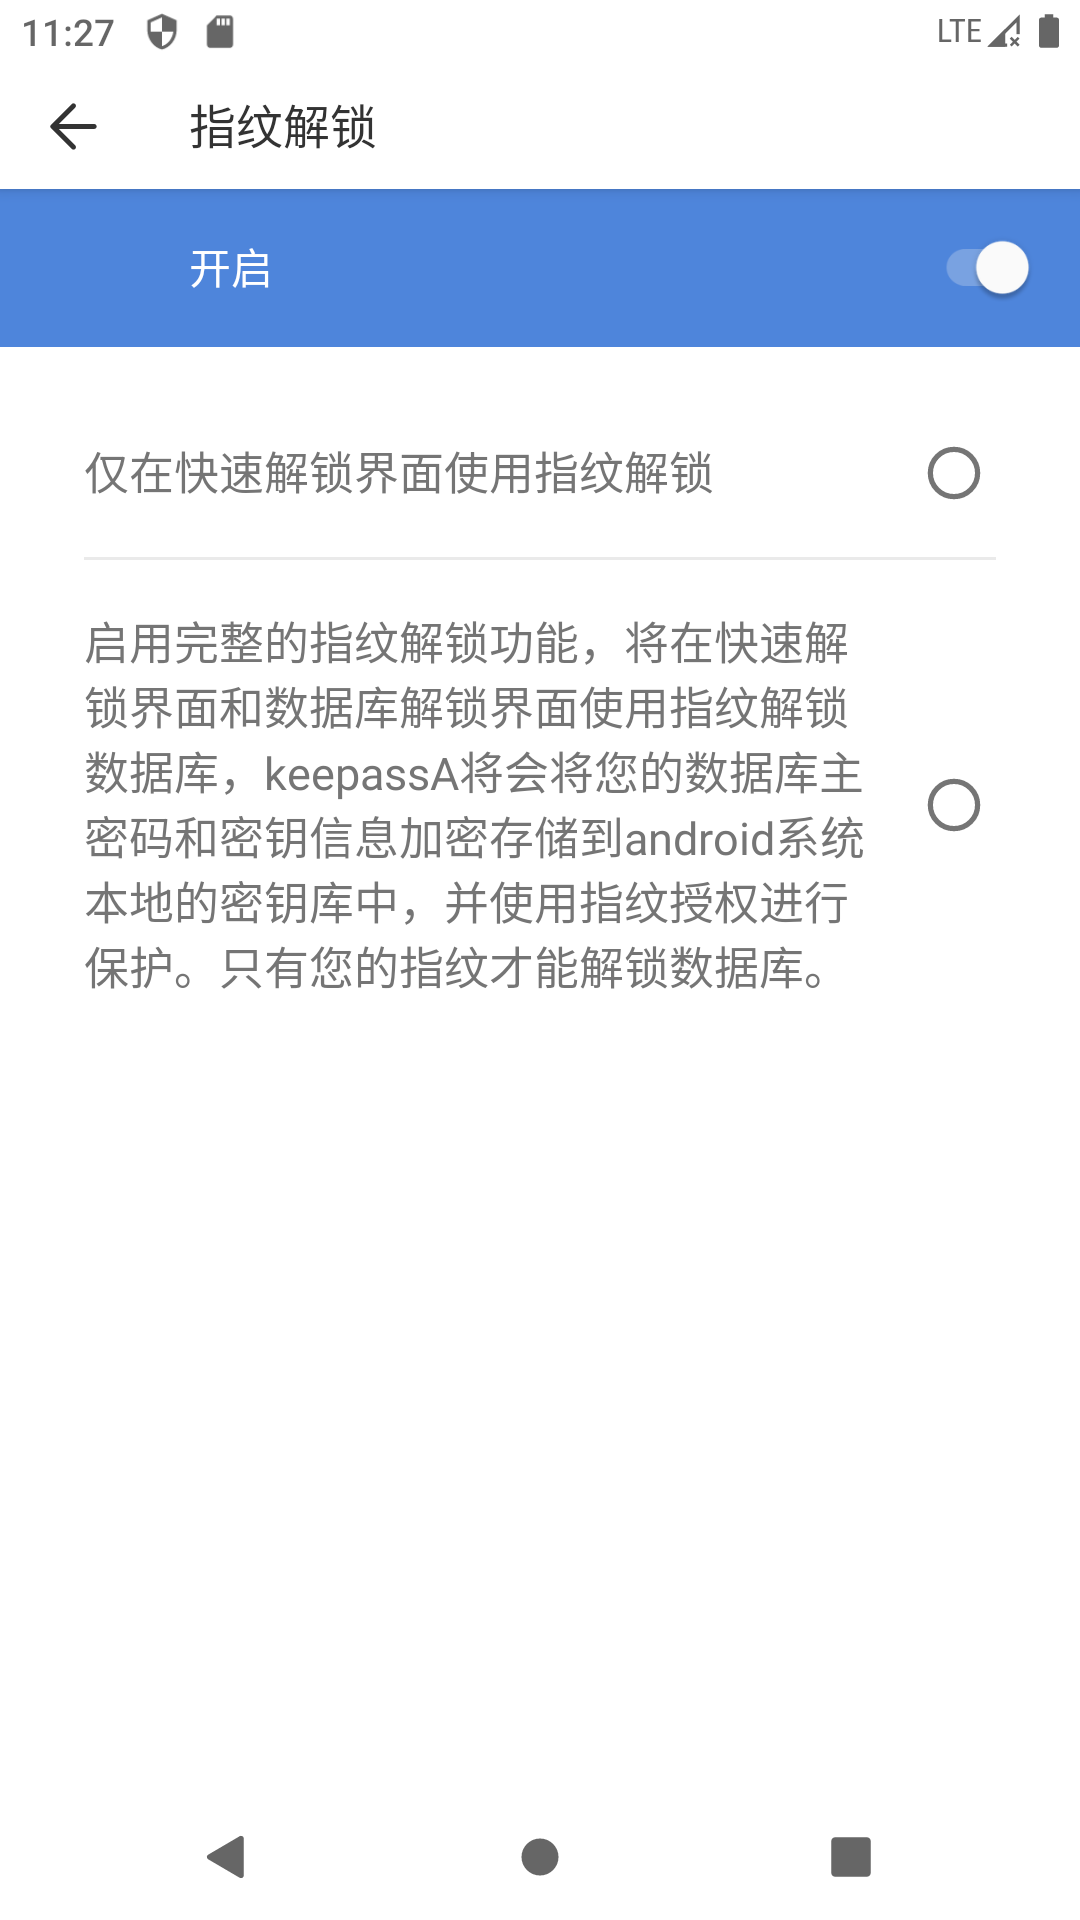 11:27
LTE
指纹解锁
开启
仅在快速解锁界面使用指纹解锁
启用完整的指纹解锁功能，将在快速解
锁界面和数据库解锁界面使用指纹解锁
数据库，keepassA将会将您的数据库主
密码和密钥信息加密存储到android系统
本地的密钥库中，并使用指纹授权进行
保护。只有您的指纹才能解锁数据库。